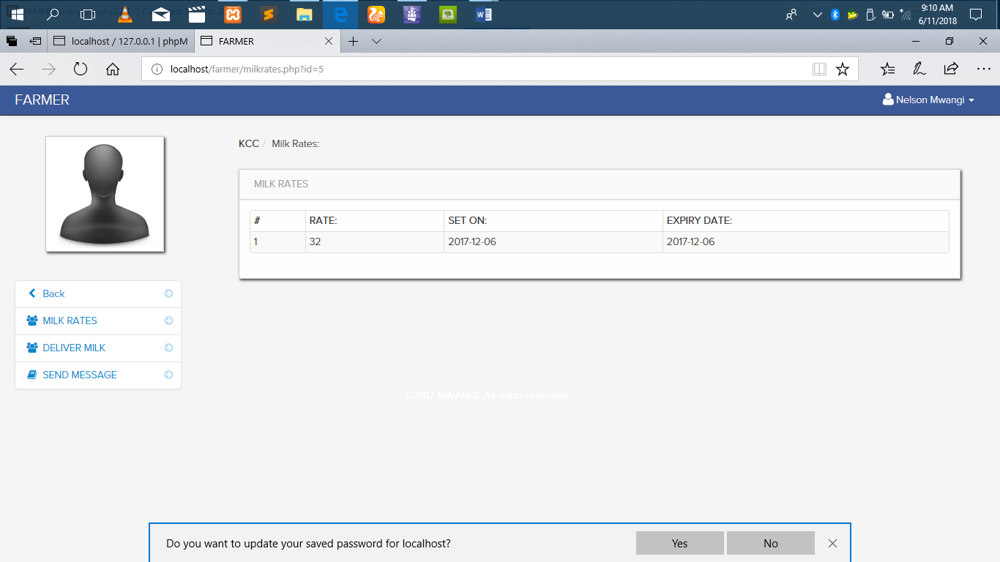 9:10 AM
6/11/2018
localhost / 127.0.0.1 | phpM
FARMER
localhost/farmer/milkrates.php?id=5
FARMER
Nelson Mwangi
KCC / Milk Rates:
MILK RATES
# RATE: SET ON: EXPIRY DATE:
1 32 2017-12-06 2017-12-06
Back
MILK RATES
DELIVER MILK
SEND MESSAGE
©2017 MWANGI. All rights reserved.
Do you want to update your saved password for localhost?
Yes No